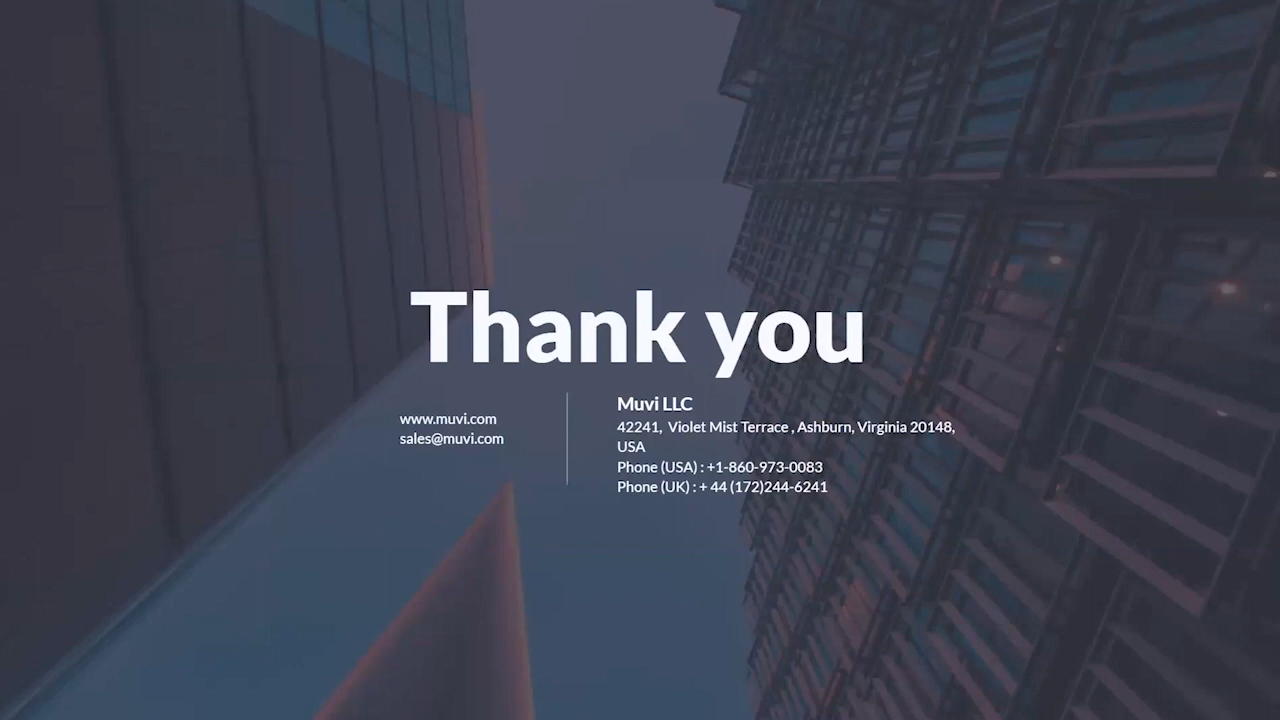 Thank you
www.muvi.com
sales@muvi.com
Muvi LLC
42241, Violet Mist Terrace , Ashburn, Virginia 20148,
USA
Phone (USA) : +1-860-973-0083
Phone (UK) : + 44 (172)244-6241